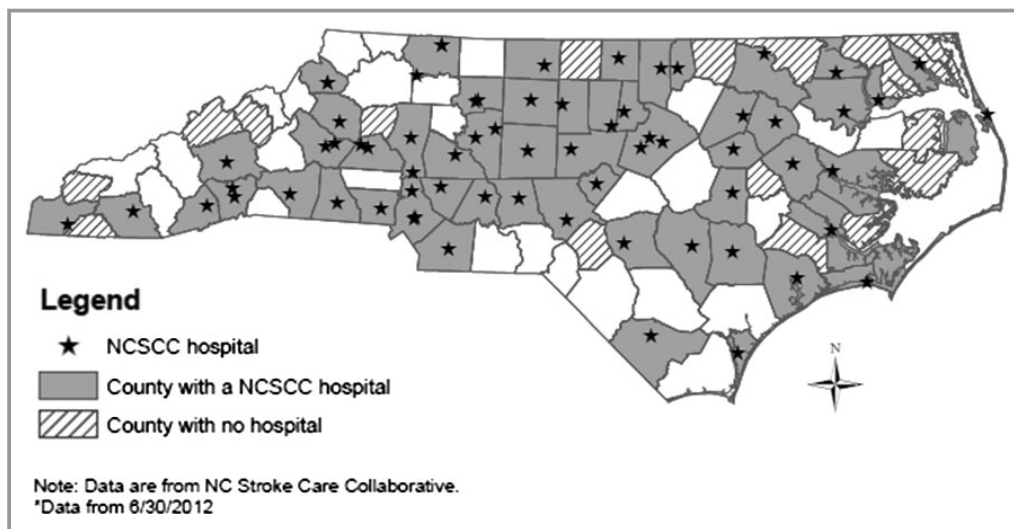 Legend
NCSCC hospital
County with a NCSCC hospital
County with no hospital
N
Note: Data are from NC Stroke Care Collaborative.
*Data from 6/30/2012